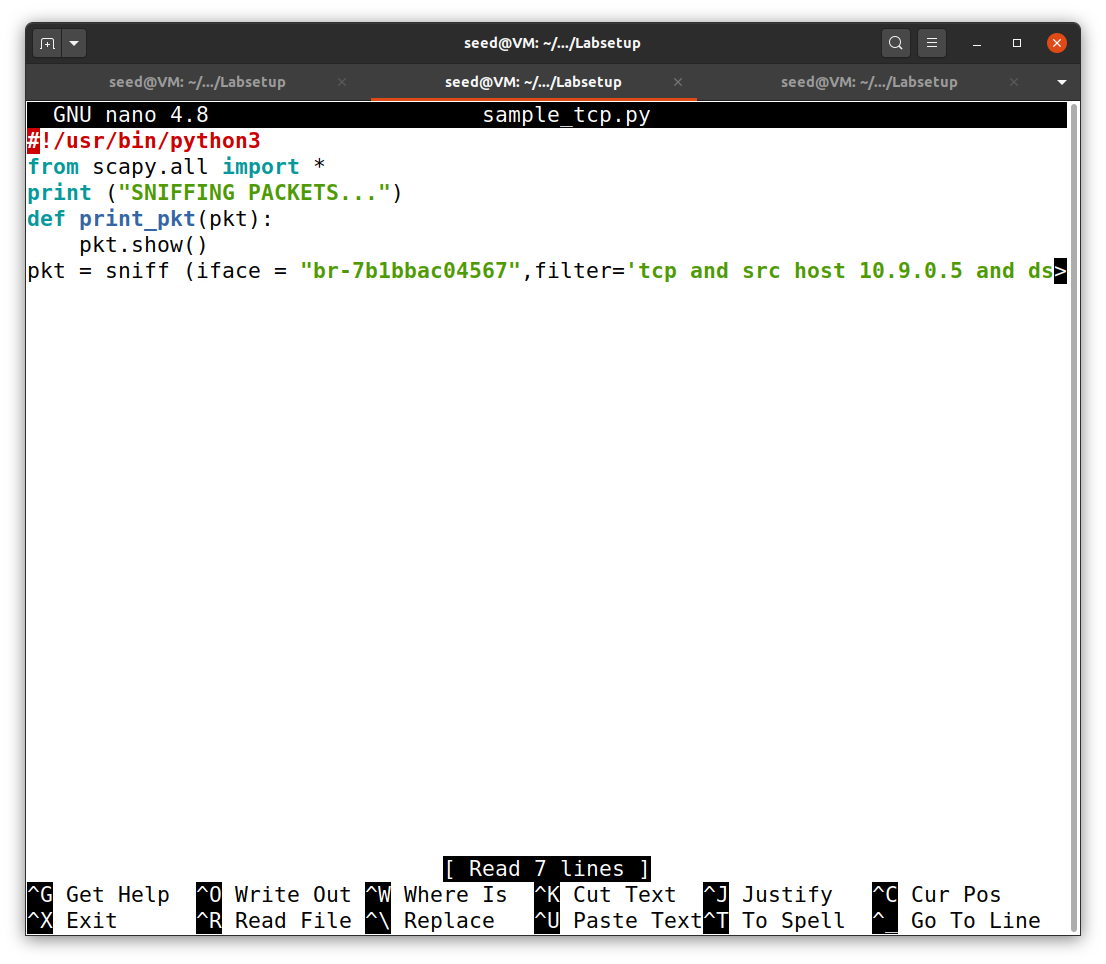 seed@VM: ~/.../Labsetup
seed@VM: ~/.../Labsetup × seed@VM: ~/.../Labsetup × seed@VM: ~/.../Labsetup ×
GNU nano 4.8 sample_tcp.py
#!/usr/bin/python3
from scapy.all import *
print ("SNIFFING PACKETS...")
def print_pkt(pkt):
    pkt.show()
pkt = sniff (iface = "br-7b1bbac04567",filter='tcp and src host 10.9.0.5 and ds>
[ Read 7 lines ]
^G Get Help ^O Write Out ^W Where Is ^K Cut Text ^J Justify ^C Cur Pos
^X Exit ^R Read File ^\ Replace ^U Paste Text ^T To Spell ^_ Go To Line